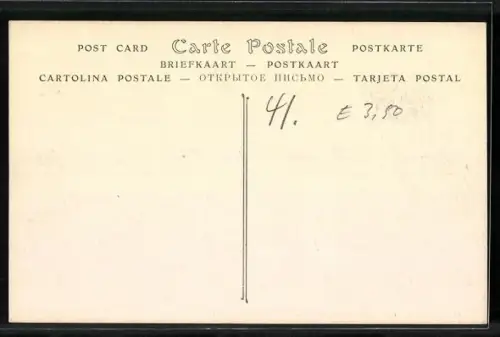 POST CARD Carte Postale POSTKARTE
BRIEFKAART — POSTKAART
CARTOLINA POSTALE — ОТКРЫТОЕ ПИСЬМО — TARJETA POSTAL
41. E 3,50